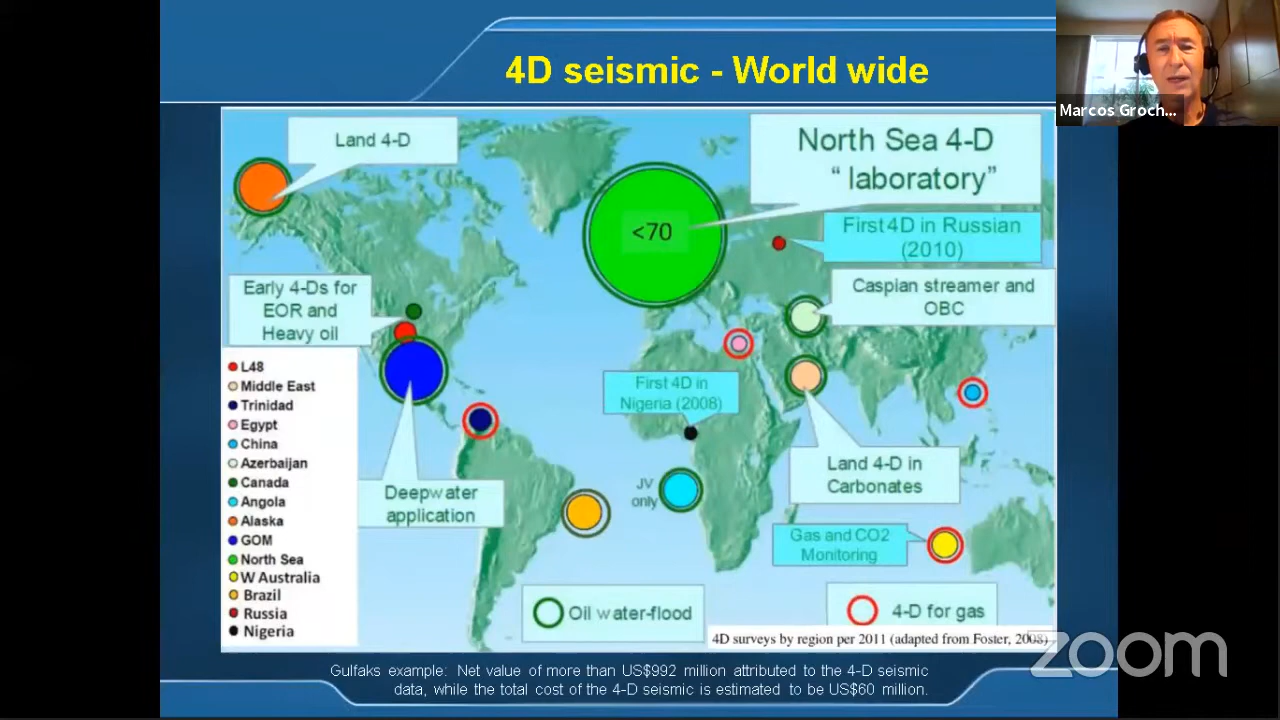 4D seismic - World wide
Marcos Groch...
Land 4-D
North Sea 4-D
“ laboratory”
<70
First 4D in Russian
(2010)
Caspian streamer and
OBC
Early 4-Ds for
EOR and
Heavy oil
L48
Middle East
Trinidad
Egypt
China
Azerbaijan
Canada
Angola
Alaska
GOM
North Sea
W Australia
Brazil
Russia
Nigeria
First 4D in
Nigeria (2008)
Land 4-D in
Carbonates
JV
only
Deepwater
application
Gas and CO2
Monitoring
Oil water-flood
4-D for gas
4D surveys by region per 2011 (adapted from Foster, 2008)
Gulfaks example: Net value of more than US$992 million attributed to the 4-D seismic
data, while the total cost of the 4-D seismic is estimated to be US$60 million.
zoom